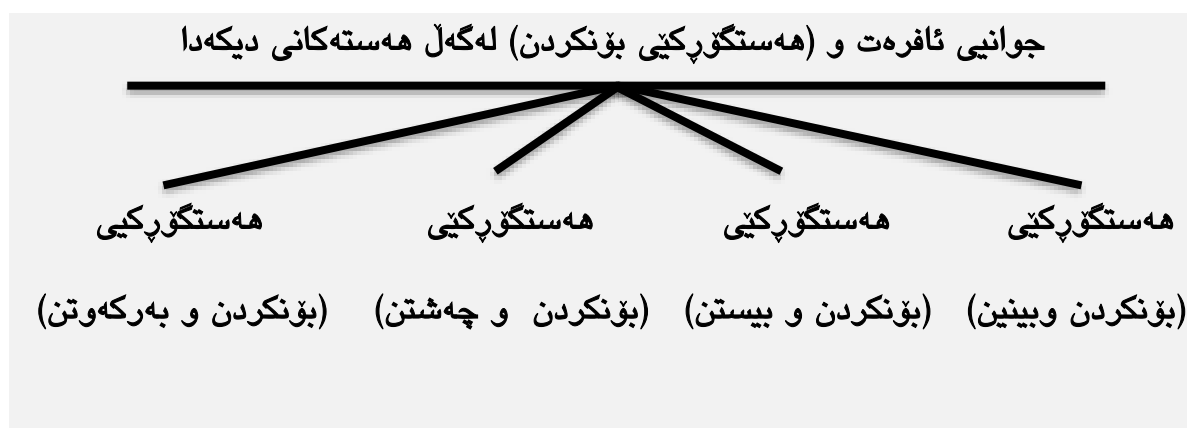 جوانیی ئافرەت و (هەستگۆڕکێی بۆنکردن) لەگەڵ هەستەکانی دیکەدا
هەستگۆڕکێی هەستگۆڕکێی هەستگۆڕکێی هەستگۆڕکیی
(بۆنکردن وبینین) (بۆنکردن و بیستن) (بۆنکردن و چەشتن) (بۆنکردن و بەرکەوتن)